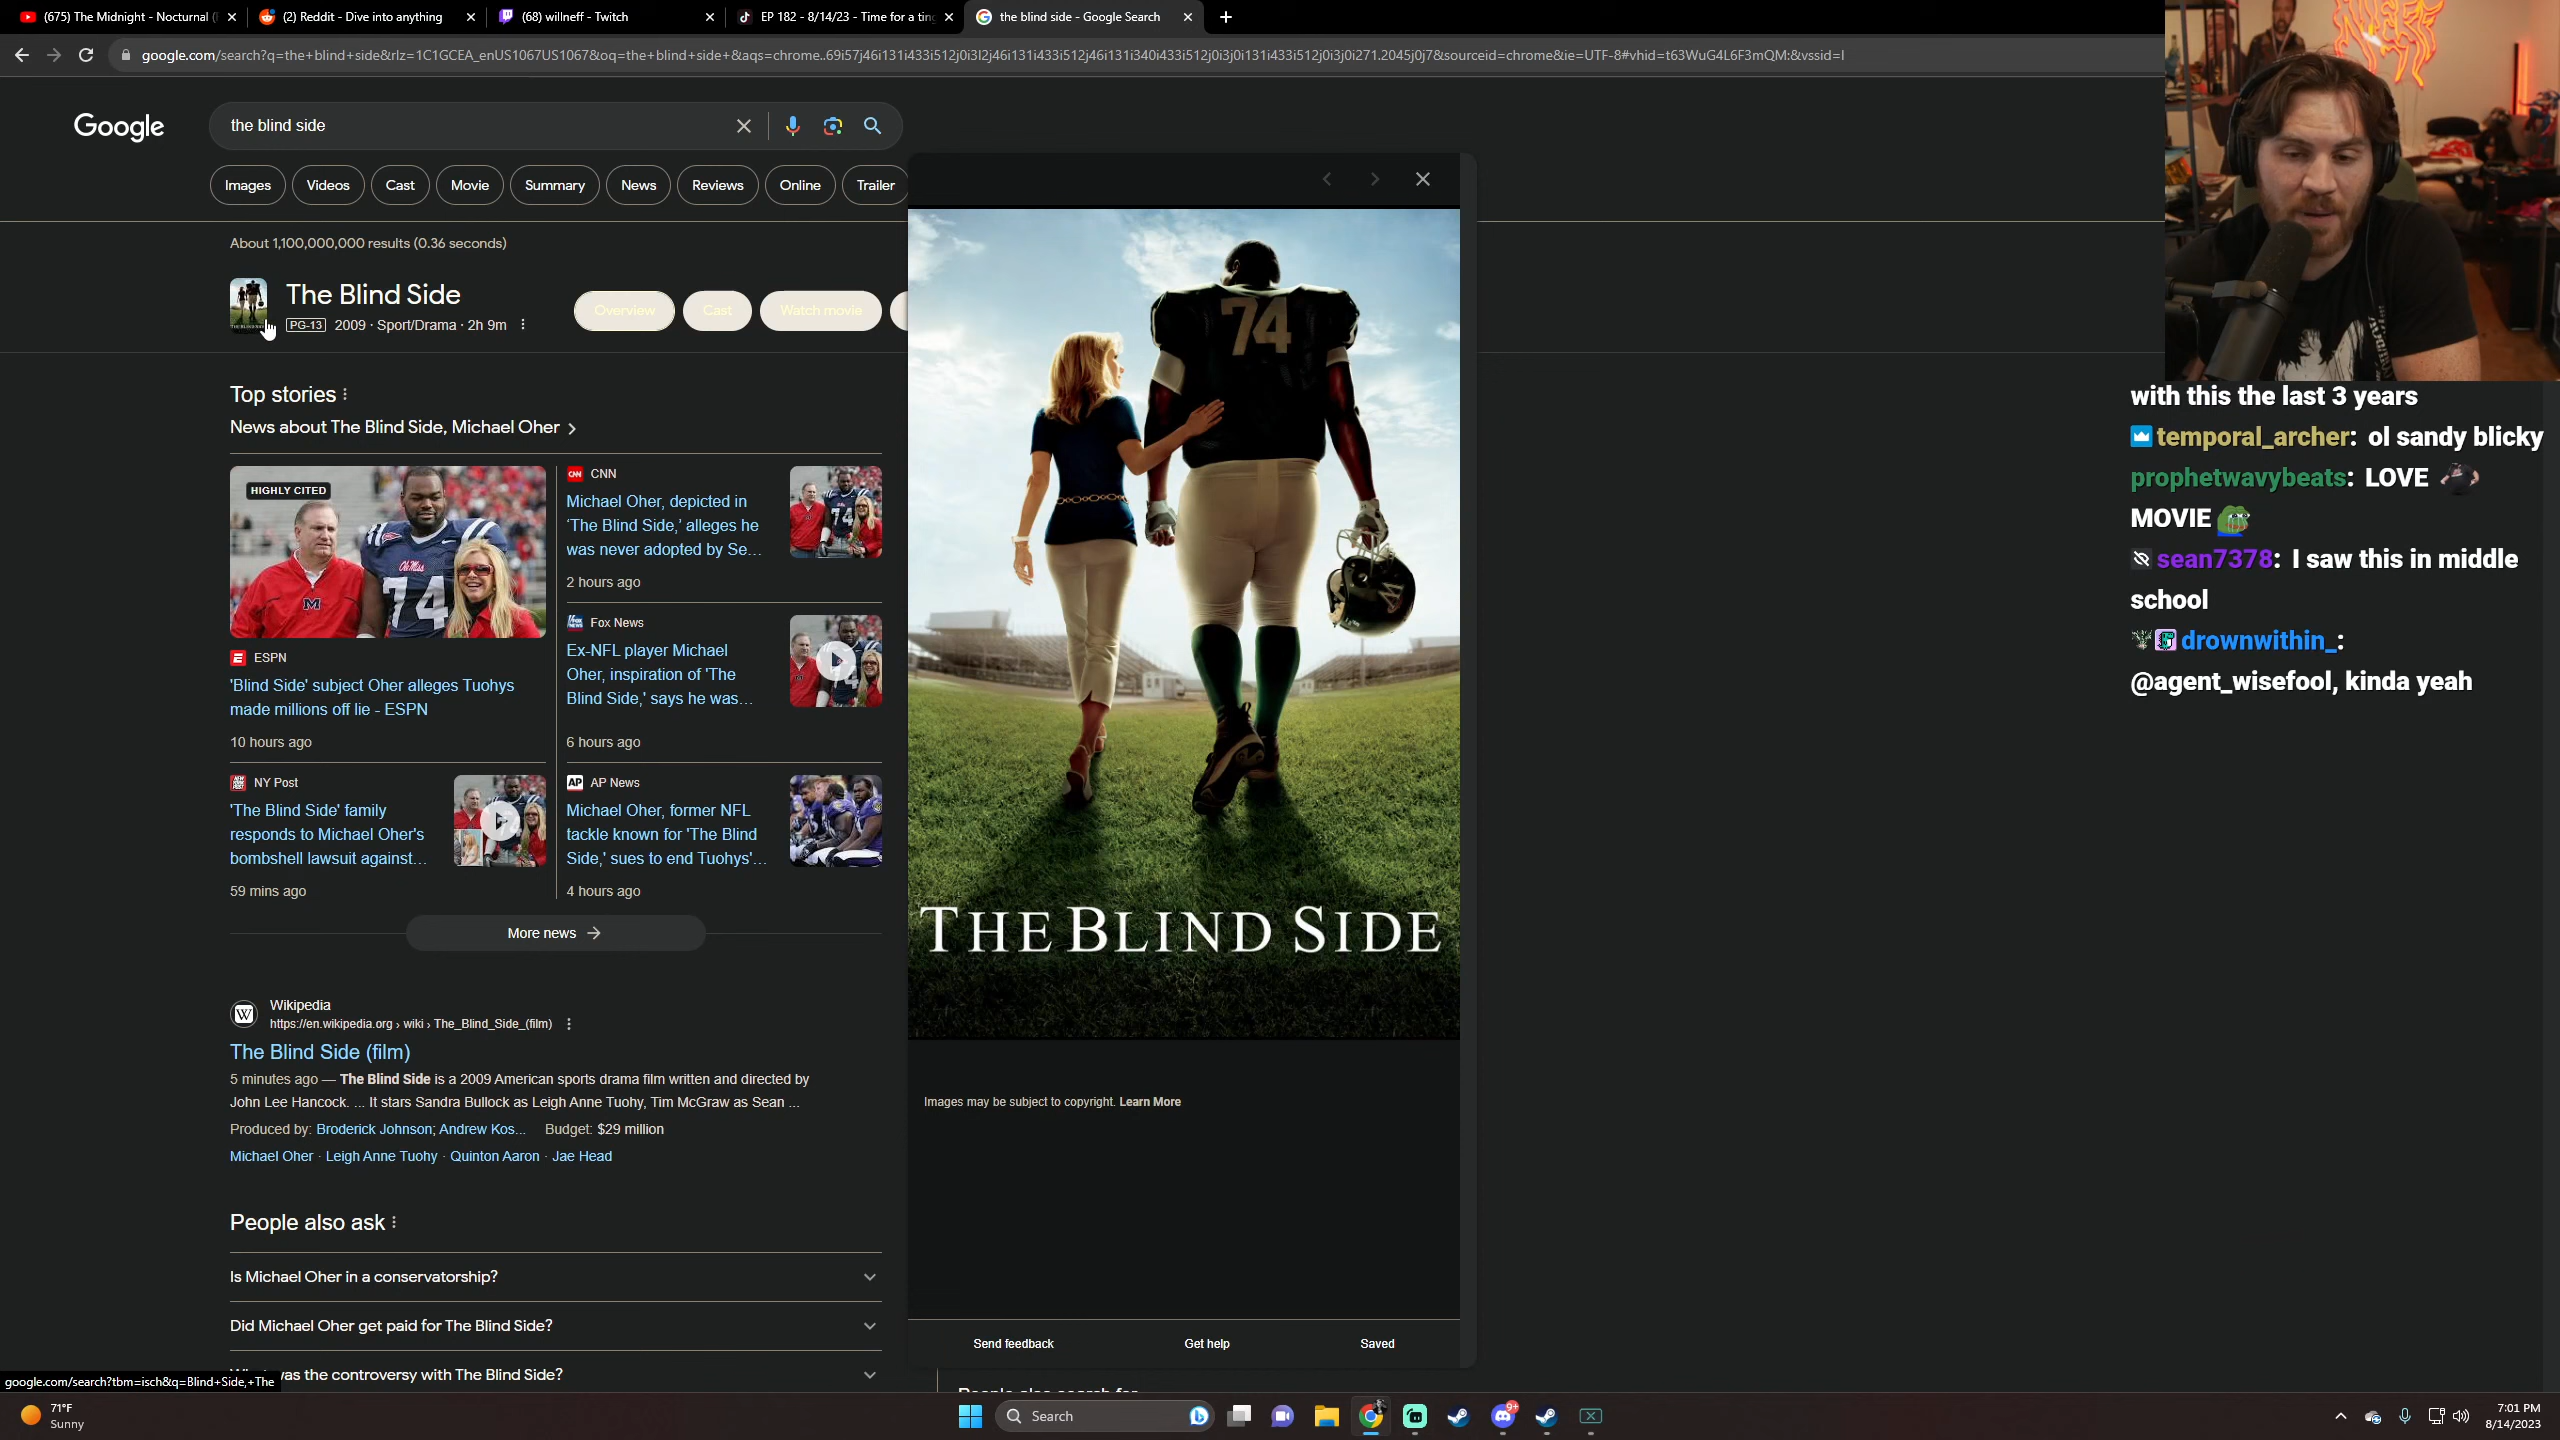 (675) The Midnight - Nocturnal (
(2) Reddit - Dive into anything
(68) willneff - Twitch
EP 182 - 8/14/23 - Time for a tin
the blind side - Google Search
google.com/search?q=the+blind+side&rlz=1C1GCEA_enUS1067US1067&oq=the+blind+side+&aqs=chrome..69i57j46i131i433i512j0i3l2j46i131i433i512j46i131i340i433i512j0i3j0i131i433i512j0i3j0i271.2045j0j7&sourceid=chrome&ie=UTF-8#vhid=t63WuG4L6F3mQM:&vssid=l
Google
the blind side
Images
Videos
Cast
Movie
Summary
News
Reviews
Online
Trailer
About 1,100,000,000 results (0.36 seconds)
The Blind Side
PG-13 2009 · Sport/Drama · 2h 9m
Overview
Cast
Watch movie
Top stories
News about The Blind Side, Michael Oher
HIGHLY CITED
Ole Miss
74
M
ESPN
'Blind Side' subject Oher alleges Tuohys
made millions off lie - ESPN
10 hours ago
CNN
Michael Oher, depicted in
‘The Blind Side,’ alleges he
was never adopted by Se...
2 hours ago
Fox News
Ex-NFL player Michael
Oher, inspiration of 'The
Blind Side,' says he was...
6 hours ago
NY Post
'The Blind Side' family
responds to Michael Oher's
bombshell lawsuit against...
59 mins ago
AP News
Michael Oher, former NFL
tackle known for 'The Blind
Side,' sues to end Tuohys'...
4 hours ago
More news
Wikipedia
https://en.wikipedia.org › wiki › The_Blind_Side_(film)
The Blind Side (film)
5 minutes ago — The Blind Side is a 2009 American sports drama film written and directed by
John Lee Hancock. ... It stars Sandra Bullock as Leigh Anne Tuohy, Tim McGraw as Sean ...
Produced by: Broderick Johnson; Andrew Kos... Budget: $29 million
Michael Oher · Leigh Anne Tuohy · Quinton Aaron · Jae Head
People also ask
Is Michael Oher in a conservatorship?
Did Michael Oher get paid for The Blind Side?
was the controversy with The Blind Side?
google.com/search?tbm=isch&q=Blind+Side,+The
74
THE BLIND SIDE
Images may be subject to copyright. Learn More
Send feedback
Get help
Saved
with this the last 3 years
temporal_archer: ol sandy blicky
prophetwavybeats: LOVE
MOVIE
sean7378: I saw this in middle
school
drownwithin_:
@agent_wisefool, kinda yeah
71°F
Sunny
Search
9+
7:01 PM
8/14/2023